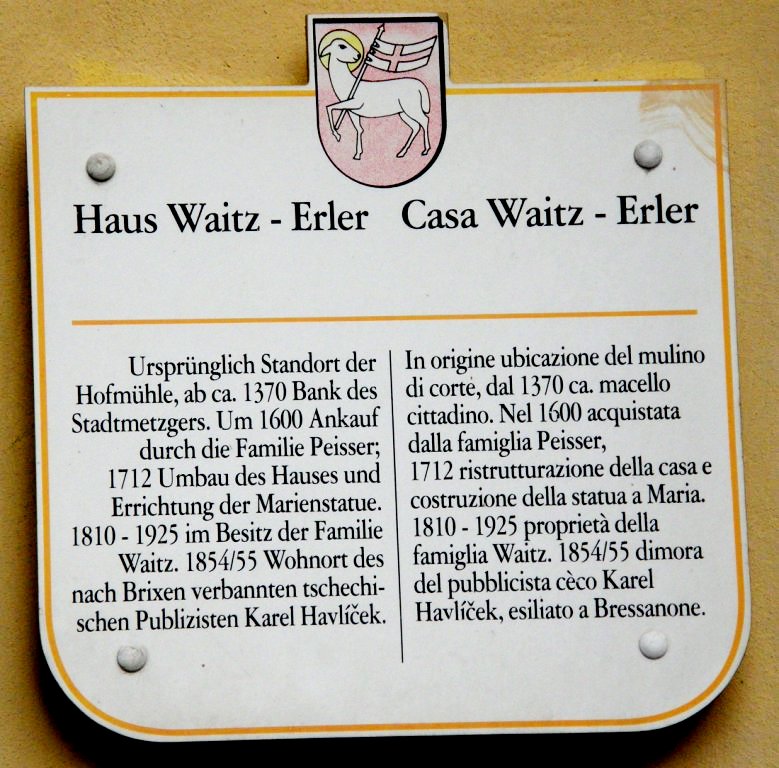 Haus Waitz - Erler
Casa Waitz - Erler
Ursprünglich Standort der
Hofmühle, ab ca. 1370 Bank des
Stadtmetzgers. Um 1600 Ankauf
durch die Familie Peisser;
1712 Umbau des Hauses und
Errichtung der Marienstatue.
1810 - 1925 im Besitz der Familie
Waitz. 1854/55 Wohnort des
nach Brixen verbannten tschechi-
schen Publizisten Karel Havlíček.
In origine ubicazione del mulino
di corte, dal 1370 ca. macello
cittadino. Nel 1600 acquistata
dalla famiglia Peisser,
1712 ristrutturazione della casa e
costruzione della statua a Maria.
1810 - 1925 proprietà della
famiglia Waitz. 1854/55 dimora
del pubblicista cèco Karel
Havlíček, esiliato a Bressanone.